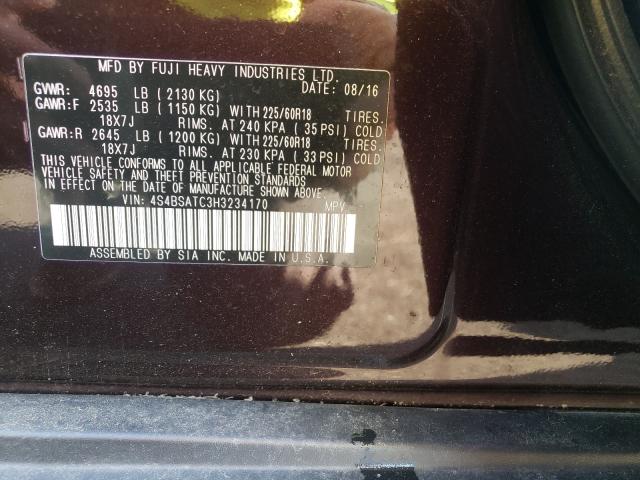 MFD BY FUJI HEAVY INDUSTRIES LTD.
GVWR: 4695 LB ( 2130 KG) DATE: 08/16
GAWR:F 2535 LB ( 1150 KG) WITH 225/60R18 TIRES.
18X7J RIMS. AT 240 KPA ( 35 PSI) COLD
GAWR:R 2645 LB ( 1200 KG) WITH 225/60R18 TIRES.
18X7J RIMS. AT 230 KPA ( 33 PSI) COLD
THIS VEHICLE CONFORMS TO ALL APPLICABLE FEDERAL MOTOR
VEHICLE SAFETY AND THEFT PREVENTION STANDARDS
IN EFFECT ON THE DATE OF MANUFACTURE SHOWN ABOVE.
VIN: 4S4BSATC3H3234170 MPV
ASSEMBLED BY SIA INC. MADE IN U.S.A.